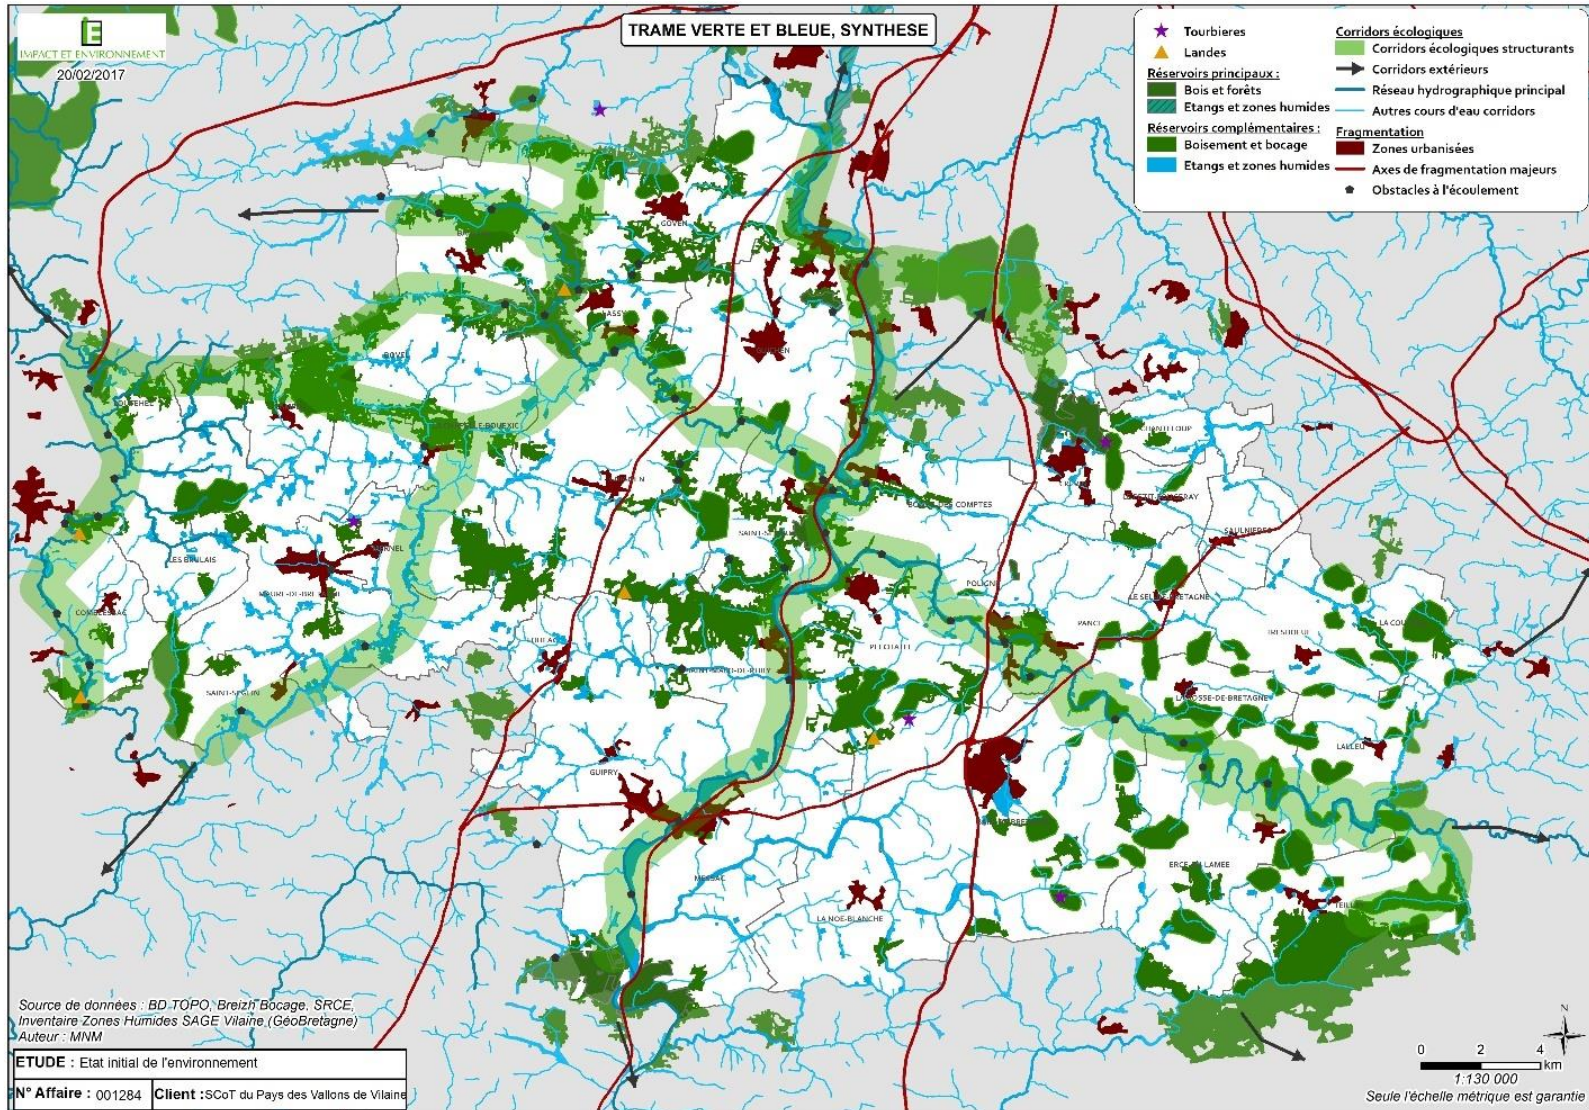 IMPACT ET ENVIRONNEMENT
20/02/2017
TRAME VERTE ET BLEUE, SYNTHESE
Tourbieres
Landes
Réservoirs principaux :
Bois et forêts
Etangs et zones humides
Réservoirs complémentaires :
Boisement et bocage
Etangs et zones humides
Corridors écologiques
Corridors écologiques structurants
Corridors extérieurs
Réseau hydrographique principal
Autres cours d'eau corridors
Fragmentation
Zones urbanisées
Axes de fragmentation majeurs
Obstacles à l'écoulement
GOVEN
LASSY
BOVEL
CHANTELOUP
SAULNIERES
LES BRULAIS
COMBLESSAC
SAINT-SEGLIN
POLIGNE
PANCE
LE SEL-DE-BRETAGNE
TRESBOEUF
LA BOSSE-DE-BRETAGNE
LALLEU
GUIPRY
MESSAC
LA NOE-BLANCHE
ERCE-EN-LAMEE
Source de données : BD TOPO, Breizh Bocage, SRCE,
Inventaire Zones Humides SAGE Vilaine (GéoBretagne)
Auteur : MNM
ETUDE : Etat initial de l'environnement
N° Affaire : 001284 Client :SCoT du Pays des Vallons de Vilaine
N
0 2 4
km
1:130 000
Seule l'échelle métrique est garantie